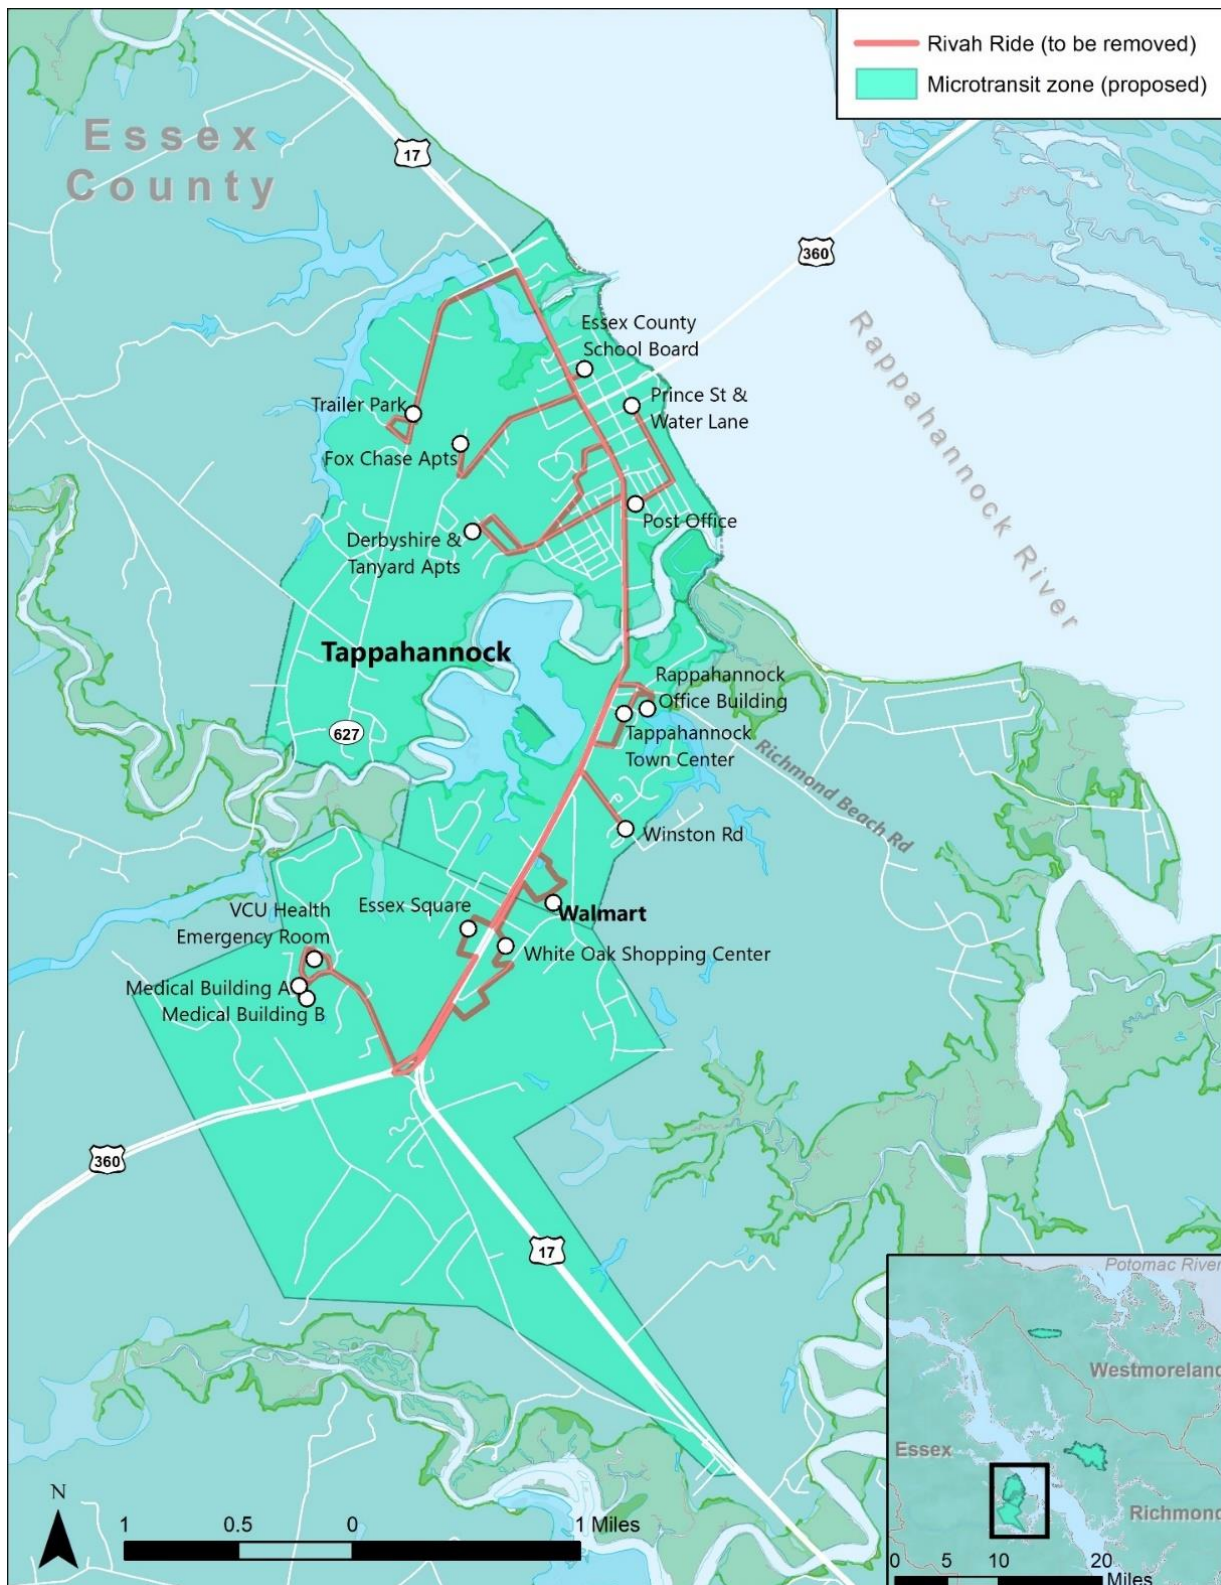 Rivah Ride (to be removed)
Microtransit zone (proposed)
Essex
County
17
360
Essex County
School Board
Prince St &
Water Lane
Trailer Park
Fox Chase Apts
Post Office
Derbyshire &
Tanyard Apts
Rappahannock River
Tappahannock
Rappahannock
Office Building
Tappahannock
Town Center
627
Richmond Beach Rd
Winston Rd
VCU Health
Emergency Room
Essex Square
Walmart
White Oak Shopping Center
Medical Building A
Medical Building B
360
17
Potomac River
Westmoreland
Essex
Richmond
N
1 0.5 0 1 Miles
0 5 10 20
Miles